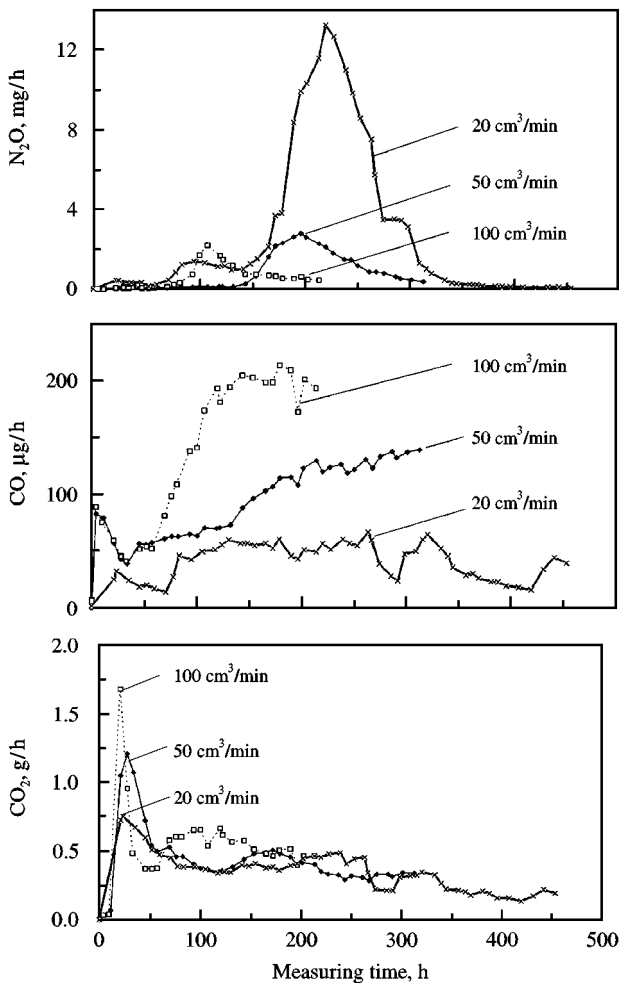 N₂O, mg/h
12
8
4
0
20 cm³/min
50 cm³/min
100 cm³/min
CO, µg/h
200
100
0
100 cm³/min
50 cm³/min
20 cm³/min
CO₂, g/h
2.0
1.5
1.0
0.5
0.0
100 cm³/min
50 cm³/min
20 cm³/min
0 100 200 300 400 500
Measuring time, h